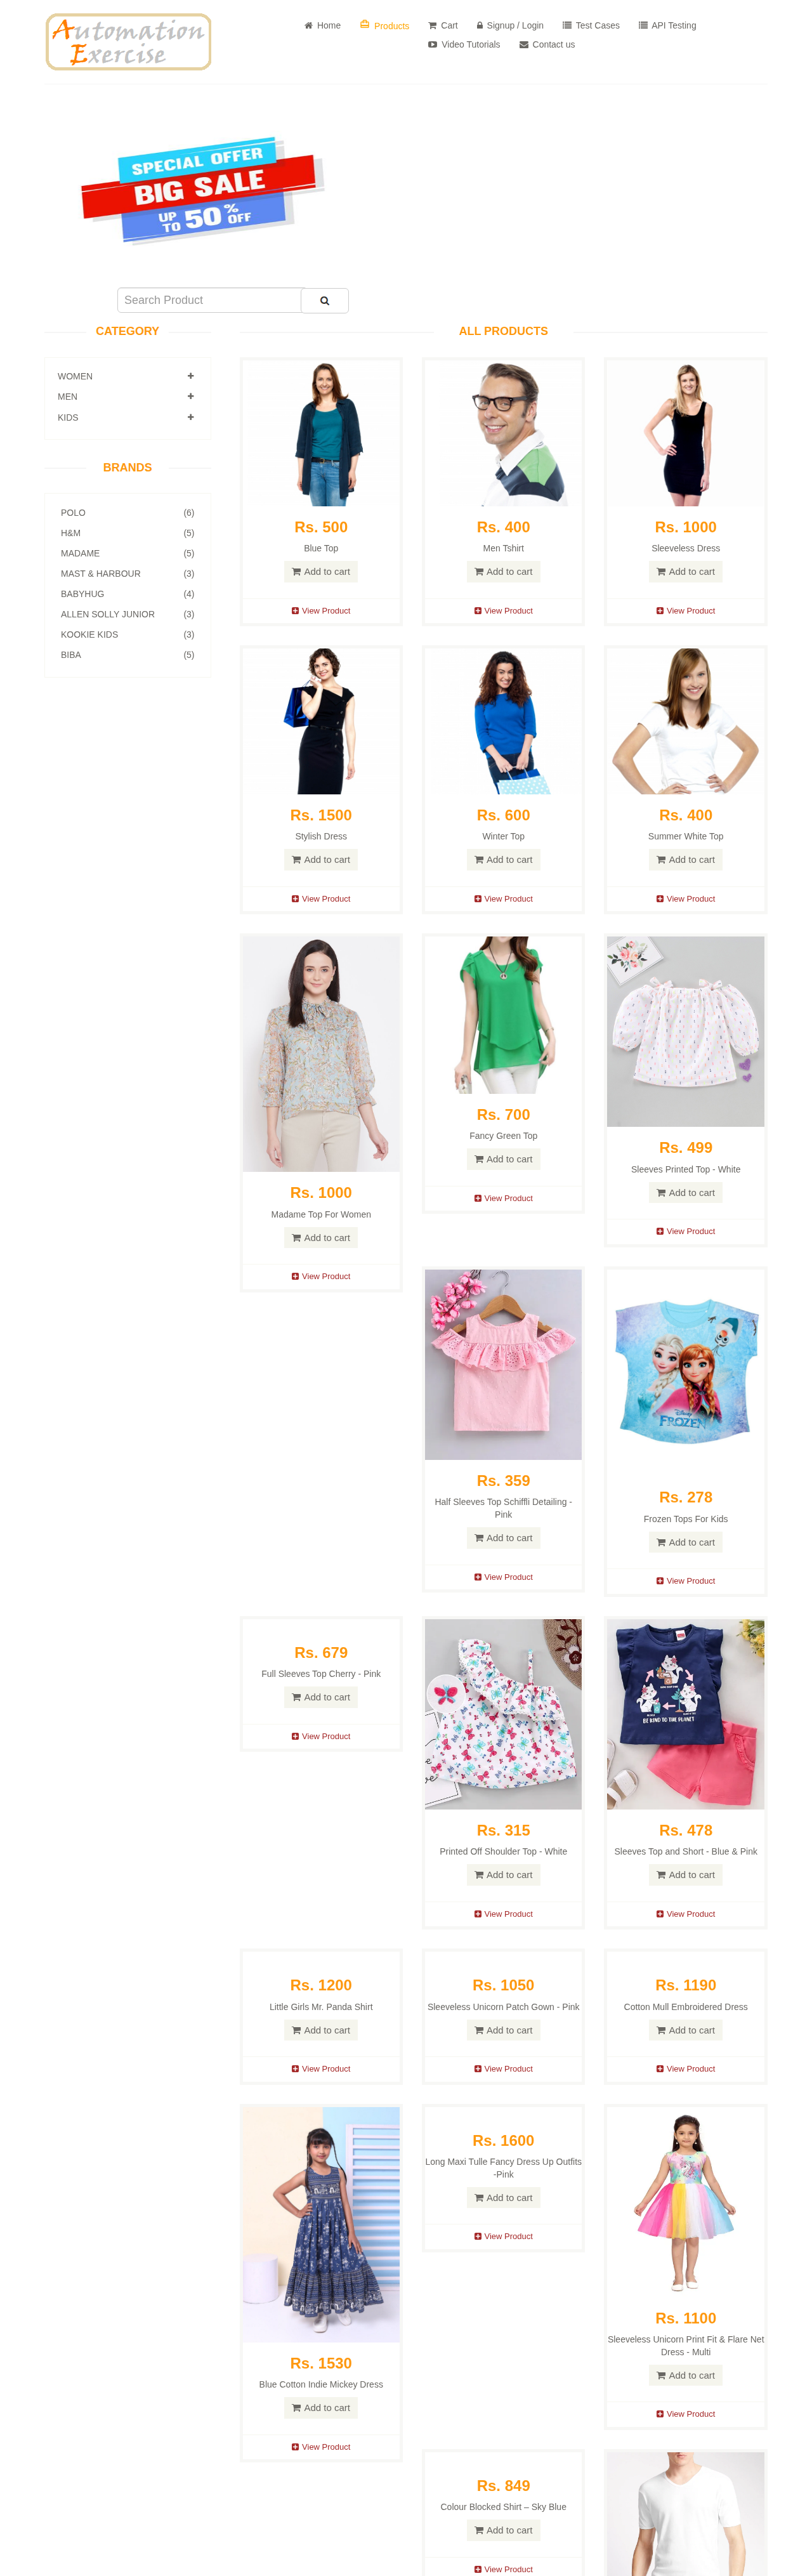 Automation
Exercise
Home
Products
Cart
Signup / Login
Test Cases
API Testing
Video Tutorials
Contact us
SPECIAL OFFER
BIG SALE
UP TO 50% OFF
Search Product
CATEGORY
WOMEN
MEN
KIDS
BRANDS
POLO (6)
H&M (5)
MADAME (5)
MAST & HARBOUR (3)
BABYHUG (4)
ALLEN SOLLY JUNIOR (3)
KOOKIE KIDS (3)
BIBA (5)
ALL PRODUCTS
Rs. 500
Blue Top
Add to cart
View Product
Rs. 400
Men Tshirt
Add to cart
View Product
Rs. 1000
Sleeveless Dress
Add to cart
View Product
Rs. 1500
Stylish Dress
Add to cart
View Product
Rs. 600
Winter Top
Add to cart
View Product
Rs. 400
Summer White Top
Add to cart
View Product
Rs. 1000
Madame Top For Women
Add to cart
View Product
Rs. 700
Fancy Green Top
Add to cart
View Product
Rs. 499
Sleeves Printed Top - White
Add to cart
View Product
Rs. 359
Half Sleeves Top Schiffli Detailing -
Pink
Add to cart
View Product
Disney
FROZEN
Rs. 278
Frozen Tops For Kids
Add to cart
View Product
Rs. 679
Full Sleeves Top Cherry - Pink
Add to cart
View Product
Rs. 315
Printed Off Shoulder Top - White
Add to cart
View Product
BE KIND TO THE PLANET
Rs. 478
Sleeves Top and Short - Blue & Pink
Add to cart
View Product
Rs. 1200
Little Girls Mr. Panda Shirt
Add to cart
View Product
Rs. 1050
Sleeveless Unicorn Patch Gown - Pink
Add to cart
View Product
Rs. 1190
Cotton Mull Embroidered Dress
Add to cart
View Product
Rs. 1530
Blue Cotton Indie Mickey Dress
Add to cart
View Product
Rs. 1600
Long Maxi Tulle Fancy Dress Up Outfits
-Pink
Add to cart
View Product
Rs. 1100
Sleeveless Unicorn Print Fit & Flare Net
Dress - Multi
Add to cart
View Product
Rs. 849
Colour Blocked Shirt – Sky Blue
Add to cart
View Product